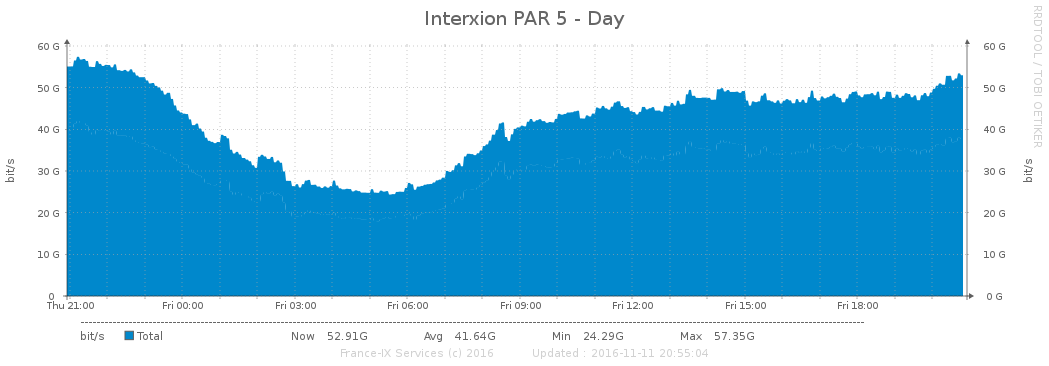 Interxion PAR 5 - Day
RRDTOOL / TOBI OETIKER
60 G 60 G
50 G 50 G
40 G 40 G
30 G 30 G
20 G 20 G
10 G 10 G
0 0 G
bit/s
bit/s
Thu 21:00 Fri 00:00 Fri 03:00 Fri 06:00 Fri 09:00 Fri 12:00 Fri 15:00 Fri 18:00
bit/s Total Now 52.91G Avg 41.64G Min 24.29G Max 57.35G
France-IX Services (c) 2016 Updated : 2016-11-11 20:55:04